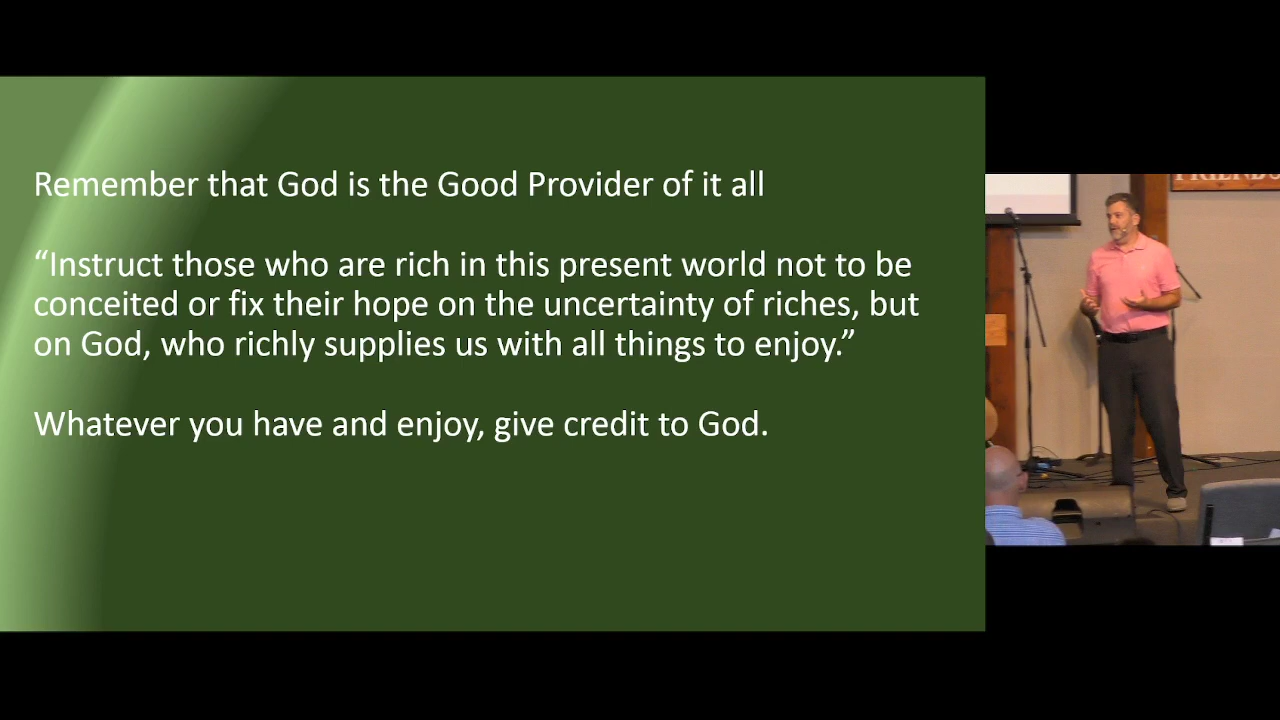 Remember that God is the Good Provider of it all
“Instruct those who are rich in this present world not to be
conceited or fix their hope on the uncertainty of riches, but
on God, who richly supplies us with all things to enjoy.”
Whatever you have and enjoy, give credit to God.